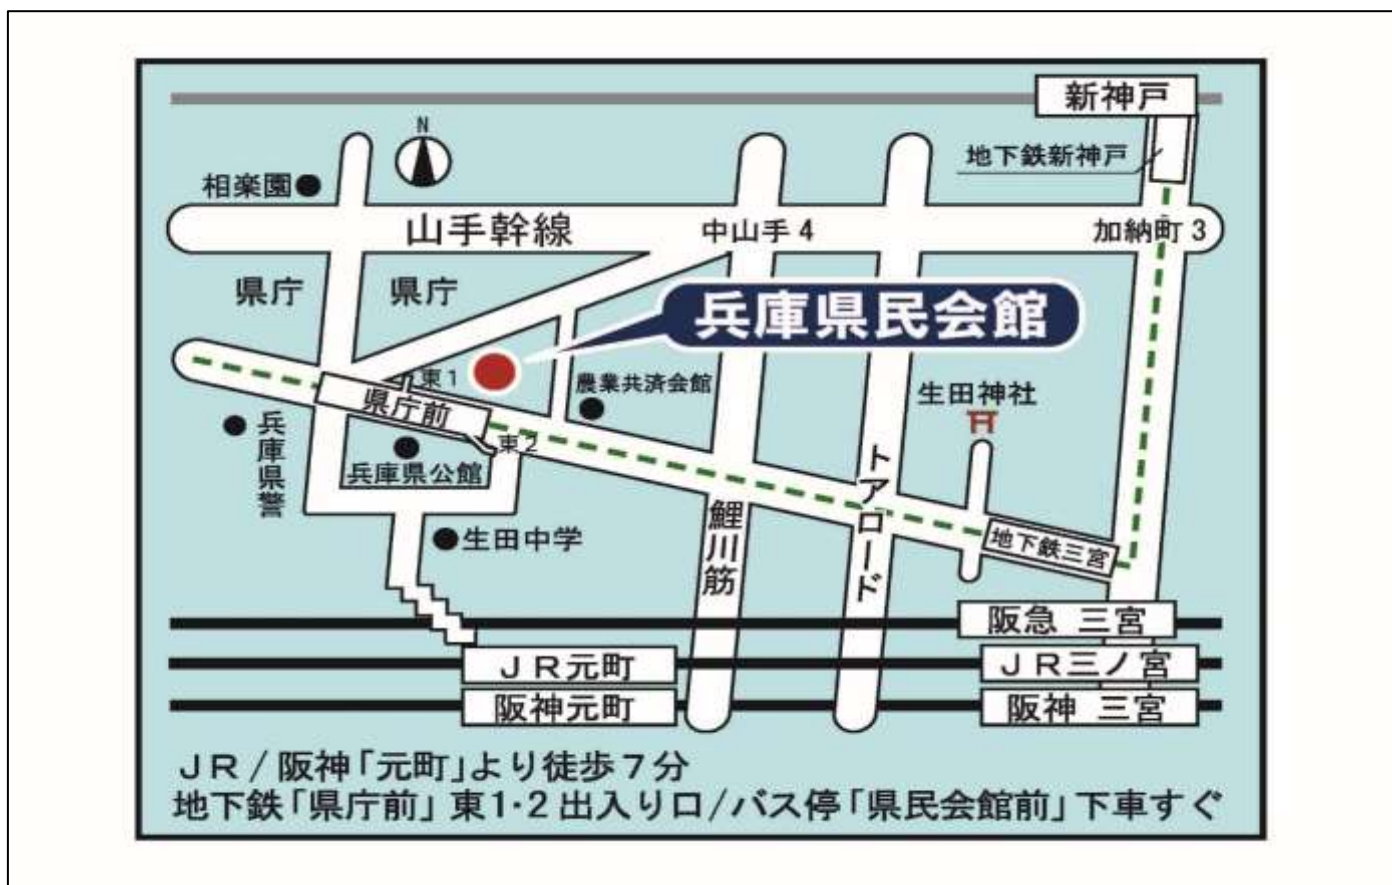 新神戸
N
地下鉄新神戸
相楽園
山手幹線
中山手4
加納町3
県庁
県庁
兵庫県民会館
東1
農業共済会館
生田神社
県庁前
兵庫県警
東2
兵庫県公館
トアロード
鯉川筋
生田中学
地下鉄三宮
阪急 三宮
JR元町
JR三ノ宮
阪神元町
阪神 三宮
JR/阪神「元町」より徒歩7分
地下鉄「県庁前」東1・2出入り口/バス停「県民会館前」下車すぐ